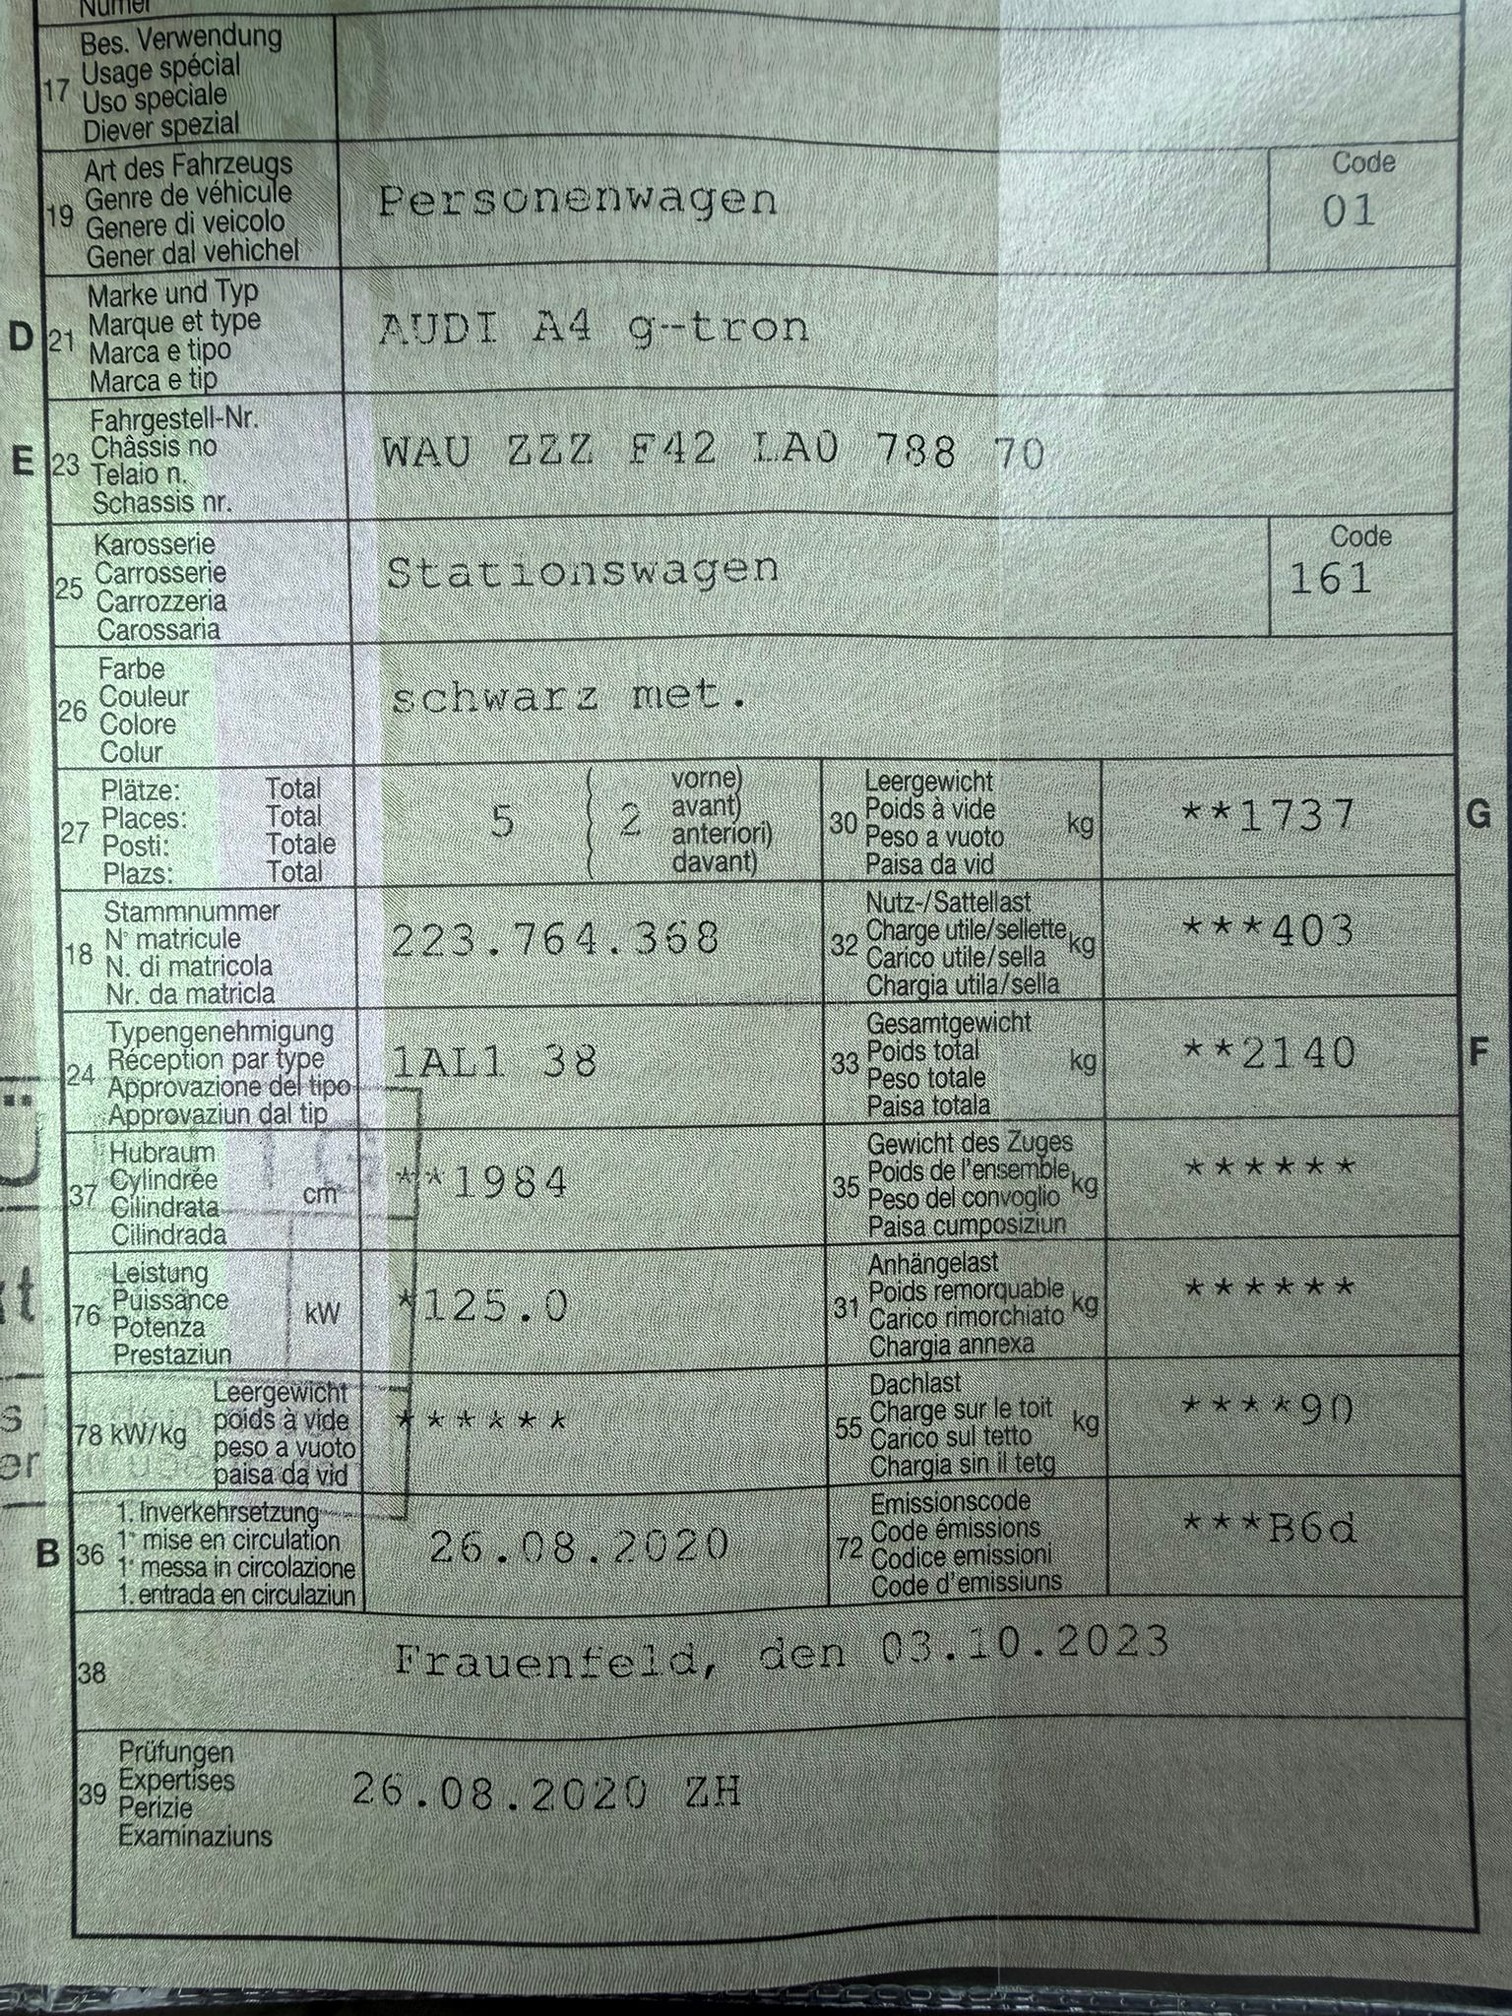 17 Bes. Verwendung
Usage spécial
Uso speciale
Diever spezial
19 Art des Fahrzeugs
Genre de véhicule
Genere di veicolo
Gener dal vehichel
Personenwagen
Code
01
D 21 Marke und Typ
Marque et type
Marca e tipo
Marca e tip
AUDI A4 g-tron
E 23 Fahrgestell-Nr.
Châssis no
Telaio n.
Schassis nr.
WAU ZZZ F42 LA0 788 70
25 Karosserie
Carrosserie
Carrozzeria
Carossaria
Stationswagen
Code
161
26 Farbe
Couleur
Colore
Colur
schwarz met.
27 Plätze: Total
Places: Total
Posti: Totale
Plazs: Total
5 ( 2 vorne)
avant)
anteriori)
davant)
30 Leergewicht
Poids à vide
Peso a vuoto
Paisa da vid
kg
**1737
G
18 Stammnummer
N° matricule
N. di matricola
Nr. da matricla
223.764.368
32 Nutz-/Sattellast
Charge utile/sellette
Carico utile/sella
Chargia utila/sella
kg
***403
24 Typengenehmigung
Réception par type
Approvazione del tipo
Approvaziun dal tip
1AL1 38
33 Gesamtgewicht
Poids total
Peso totale
Paisa totala
kg
**2140
F
37 Hubraum
Cylindrée
Cilindrata
Cilindrada
cm³
**1984
35 Gewicht des Zuges
Poids de l'ensemble
Peso del convoglio
Paisa cumposiziun
kg
******
76 Leistung
Puissance
Potenza
Prestaziun
kW
*125.0
31 Anhängelast
Poids remorquable
Carico rimorchiato
Chargia annexa
kg
******
78 kW/kg
Leergewicht
poids à vide
peso a vuoto
paisa da vid
******
55 Dachlast
Charge sur le toit
Carico sul tetto
Chargia sin il tetg
kg
****90
B 36 1. Inverkehrsetzung
1re mise en circulation
1a messa in circolazione
1. entrada en circulaziun
26.08.2020
72 Emissionscode
Code émissions
Codice emissioni
Code d'emissiuns
***B6d
38
Frauenfeld, den 03.10.2023
39 Prüfungen
Expertises
Perizie
Examinaziuns
26.08.2020 ZH